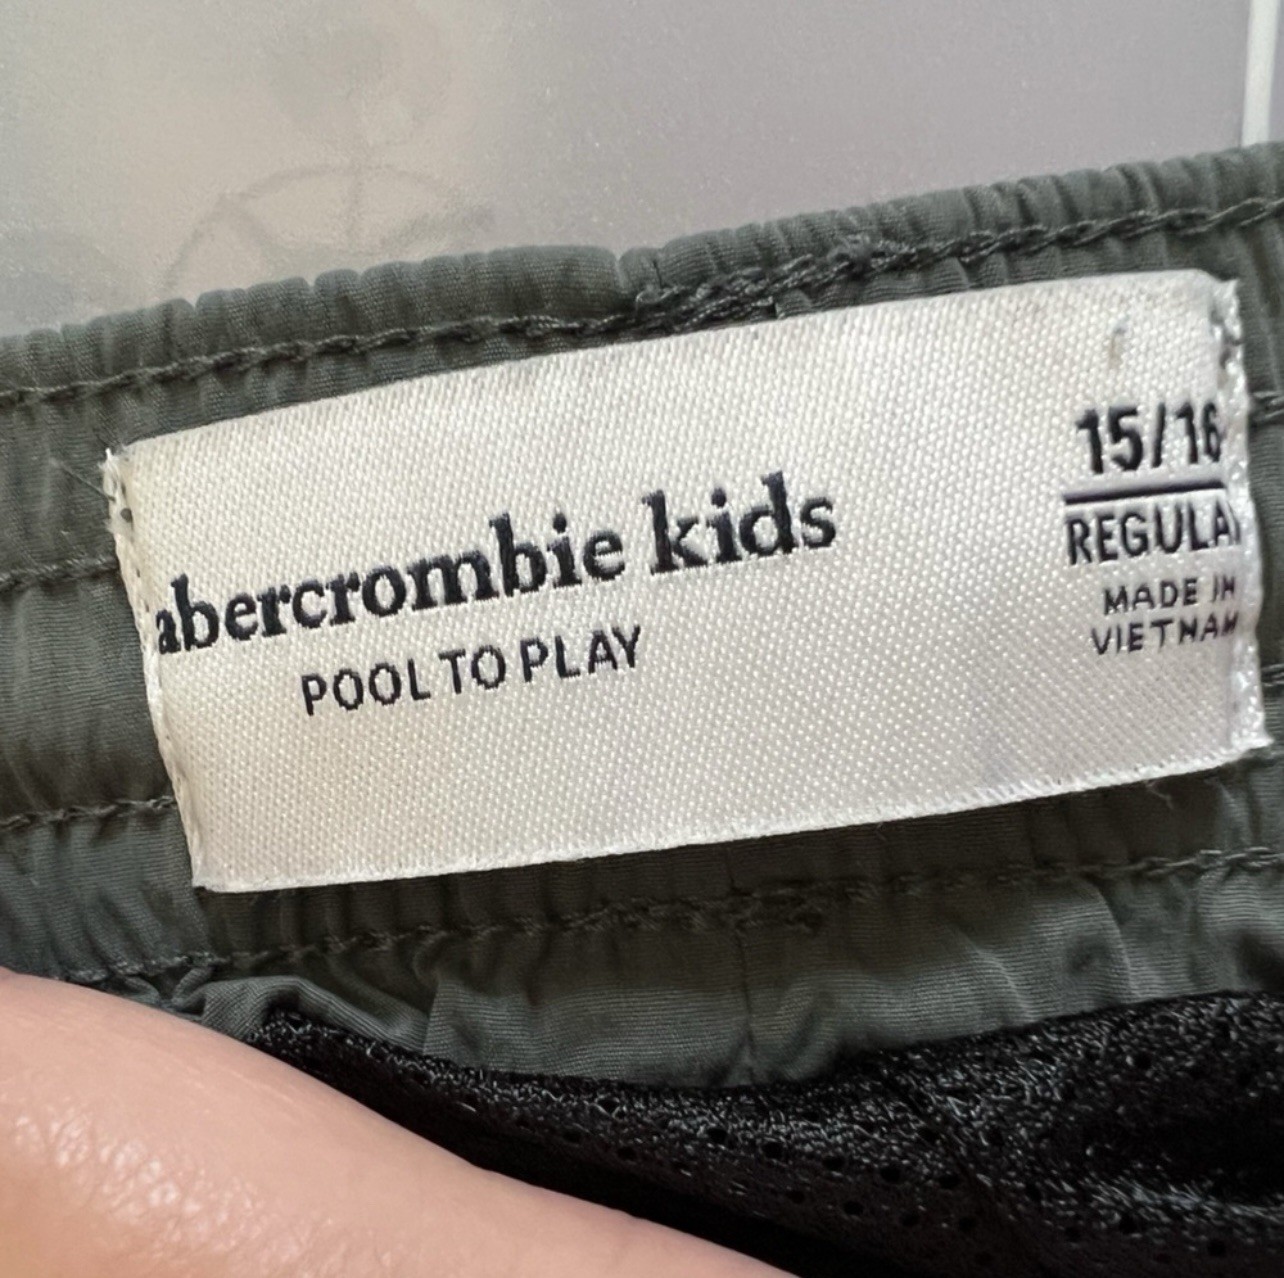 abercrombie kids
POOL TO PLAY
15/16
REGULAR
MADE IN
VIETNAM